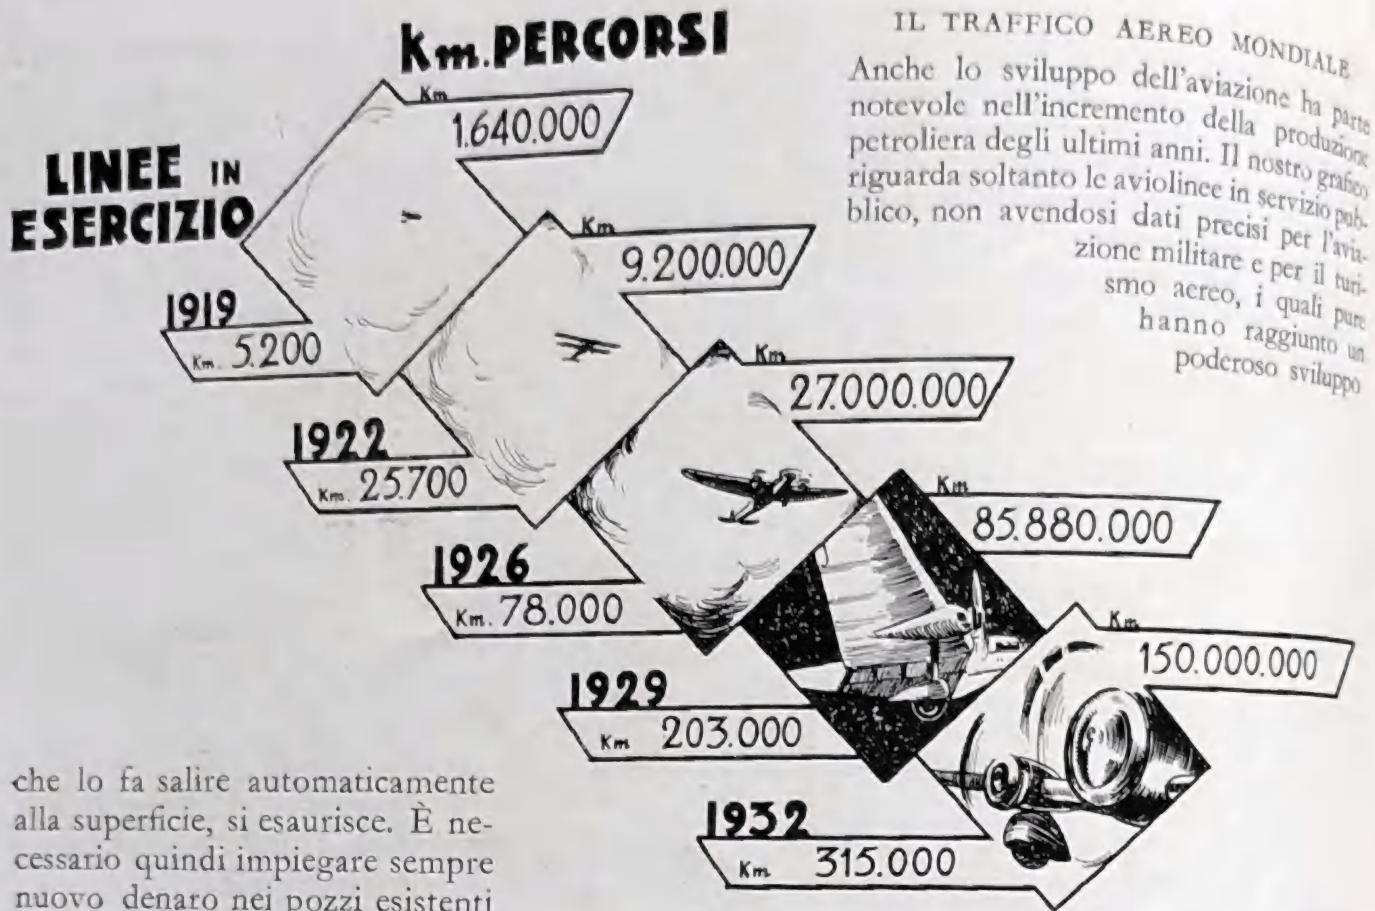 IL TRAFFICO AEREO MONDIALE
Anche lo sviluppo dell'aviazione ha parte
notevole nell'incremento della produzione
petroliera degli ultimi anni. Il nostro grafico
riguarda soltanto le aviolinee in servizio pub-
blico, non avendosi dati precisi per l'avia-
zione militare e per il turi-
smo aereo, i quali pure
hanno raggiunto un
poderoso sviluppo
Km. PERCORSI
LINEE IN
ESERCIZIO
Km
1.640.000
1919
Km. 5.200
Km
9.200.000
1922
Km. 25.700
Km
27.000.000
1926
Km. 78.000
Km
85.880.000
1929
Km 203.000
Km
150.000.000
1932
Km 315.000
che lo fa salire automaticamente
alla superficie, si esaurisce. È ne-
cessario quindi impiegare sempre
nuovo denaro nei pozzi esistenti